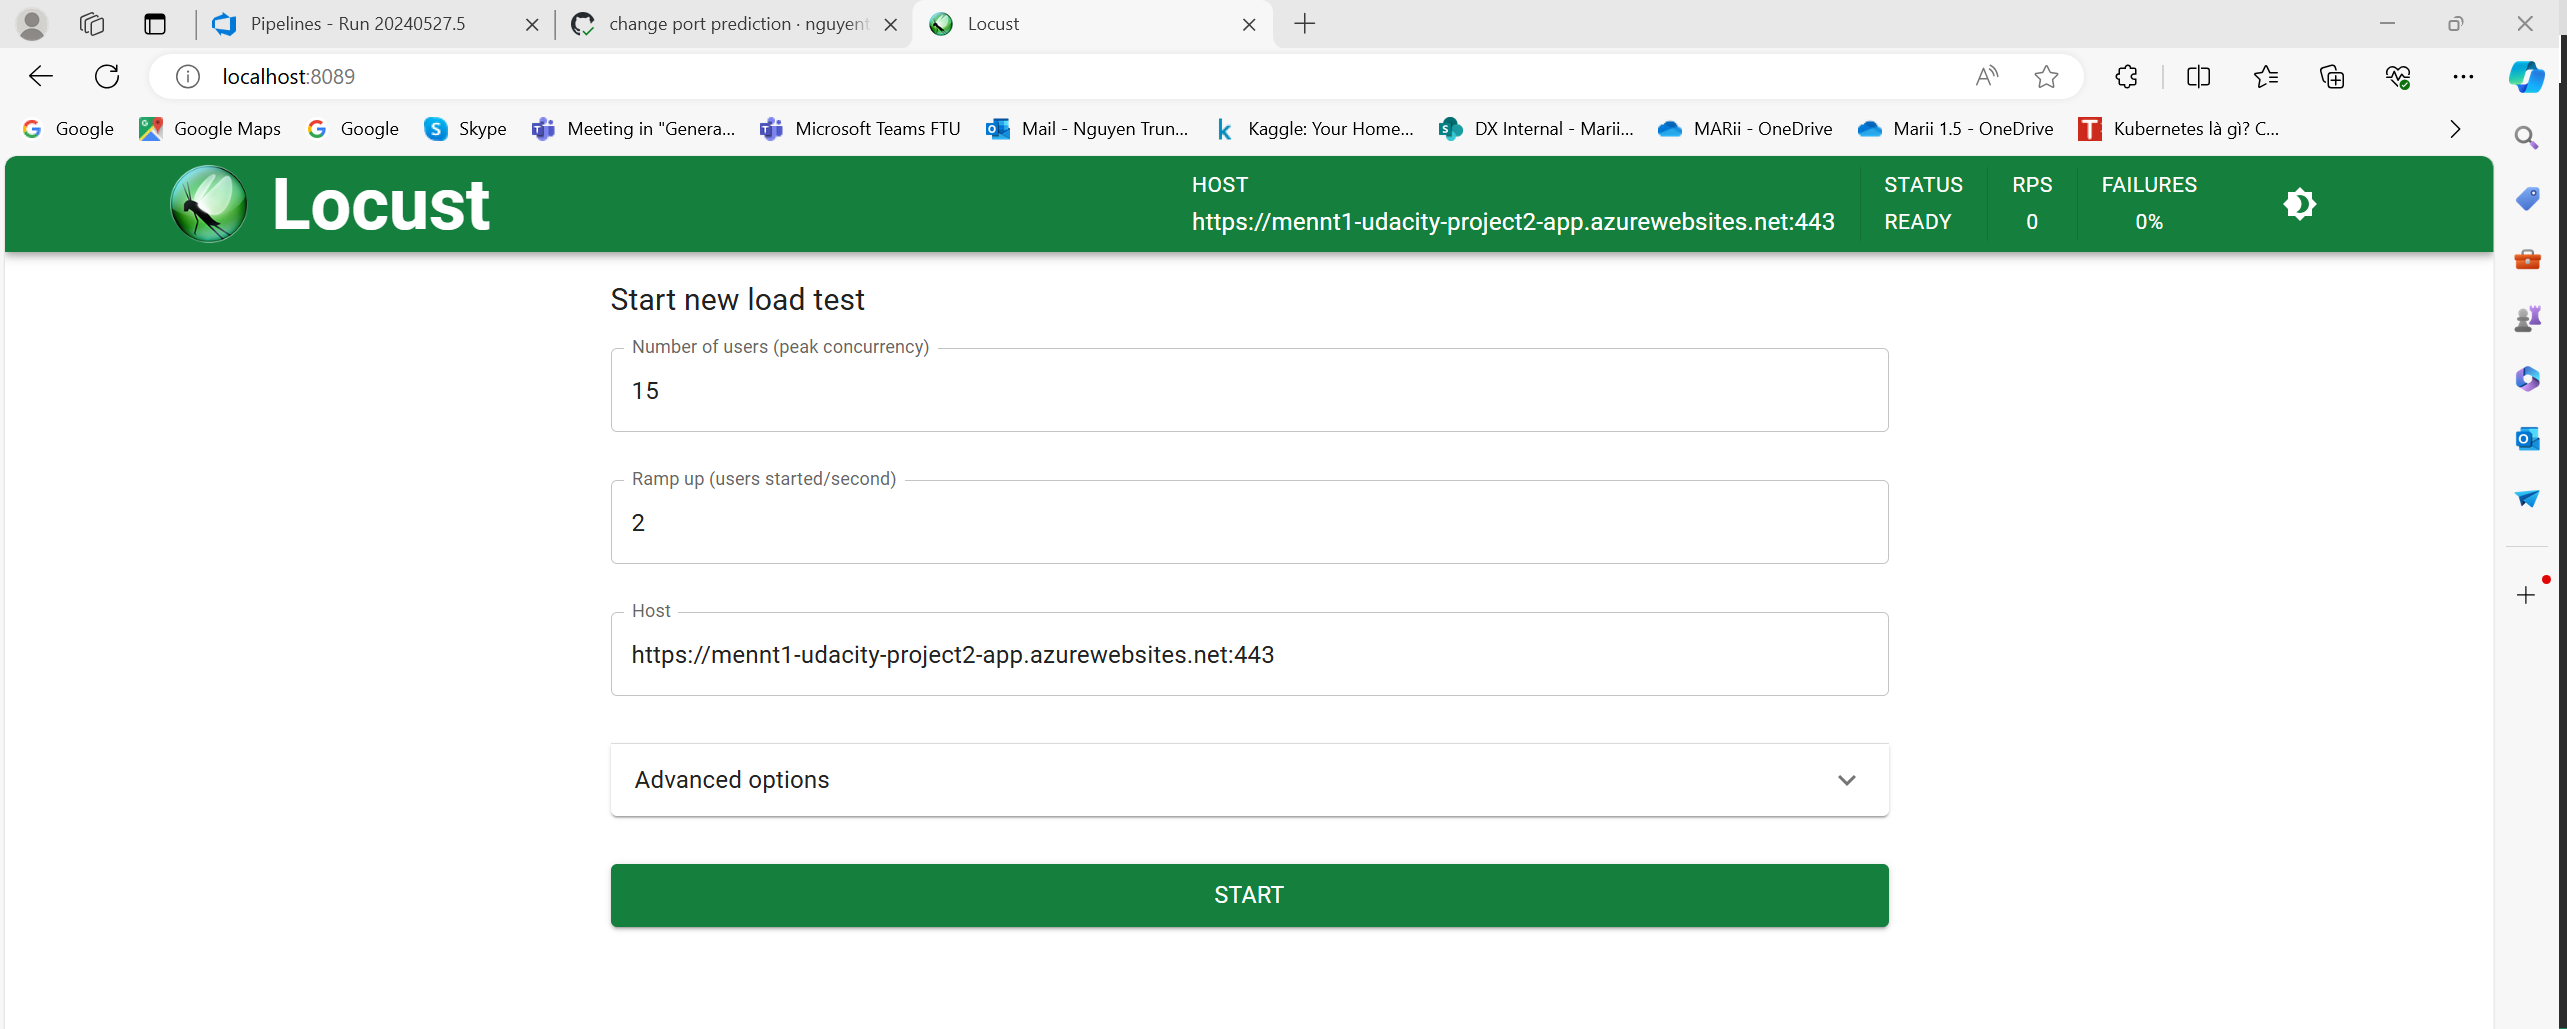 Pipelines - Run 20240527.5
change port prediction · nguyent
Locust
localhost:8089
Google
Google Maps
Google
Skype
Meeting in "Genera...
Microsoft Teams FTU
Mail - Nguyen Trun...
Kaggle: Your Home...
DX Internal - Marii...
MARii - OneDrive
Marii 1.5 - OneDrive
Kubernetes là gì? C...
Locust
HOST
https://mennt1-udacity-project2-app.azurewebsites.net:443
STATUS
READY
RPS
0
FAILURES
0%
Start new load test
Number of users (peak concurrency)
15
Ramp up (users started/second)
2
Host
https://mennt1-udacity-project2-app.azurewebsites.net:443
Advanced options
START